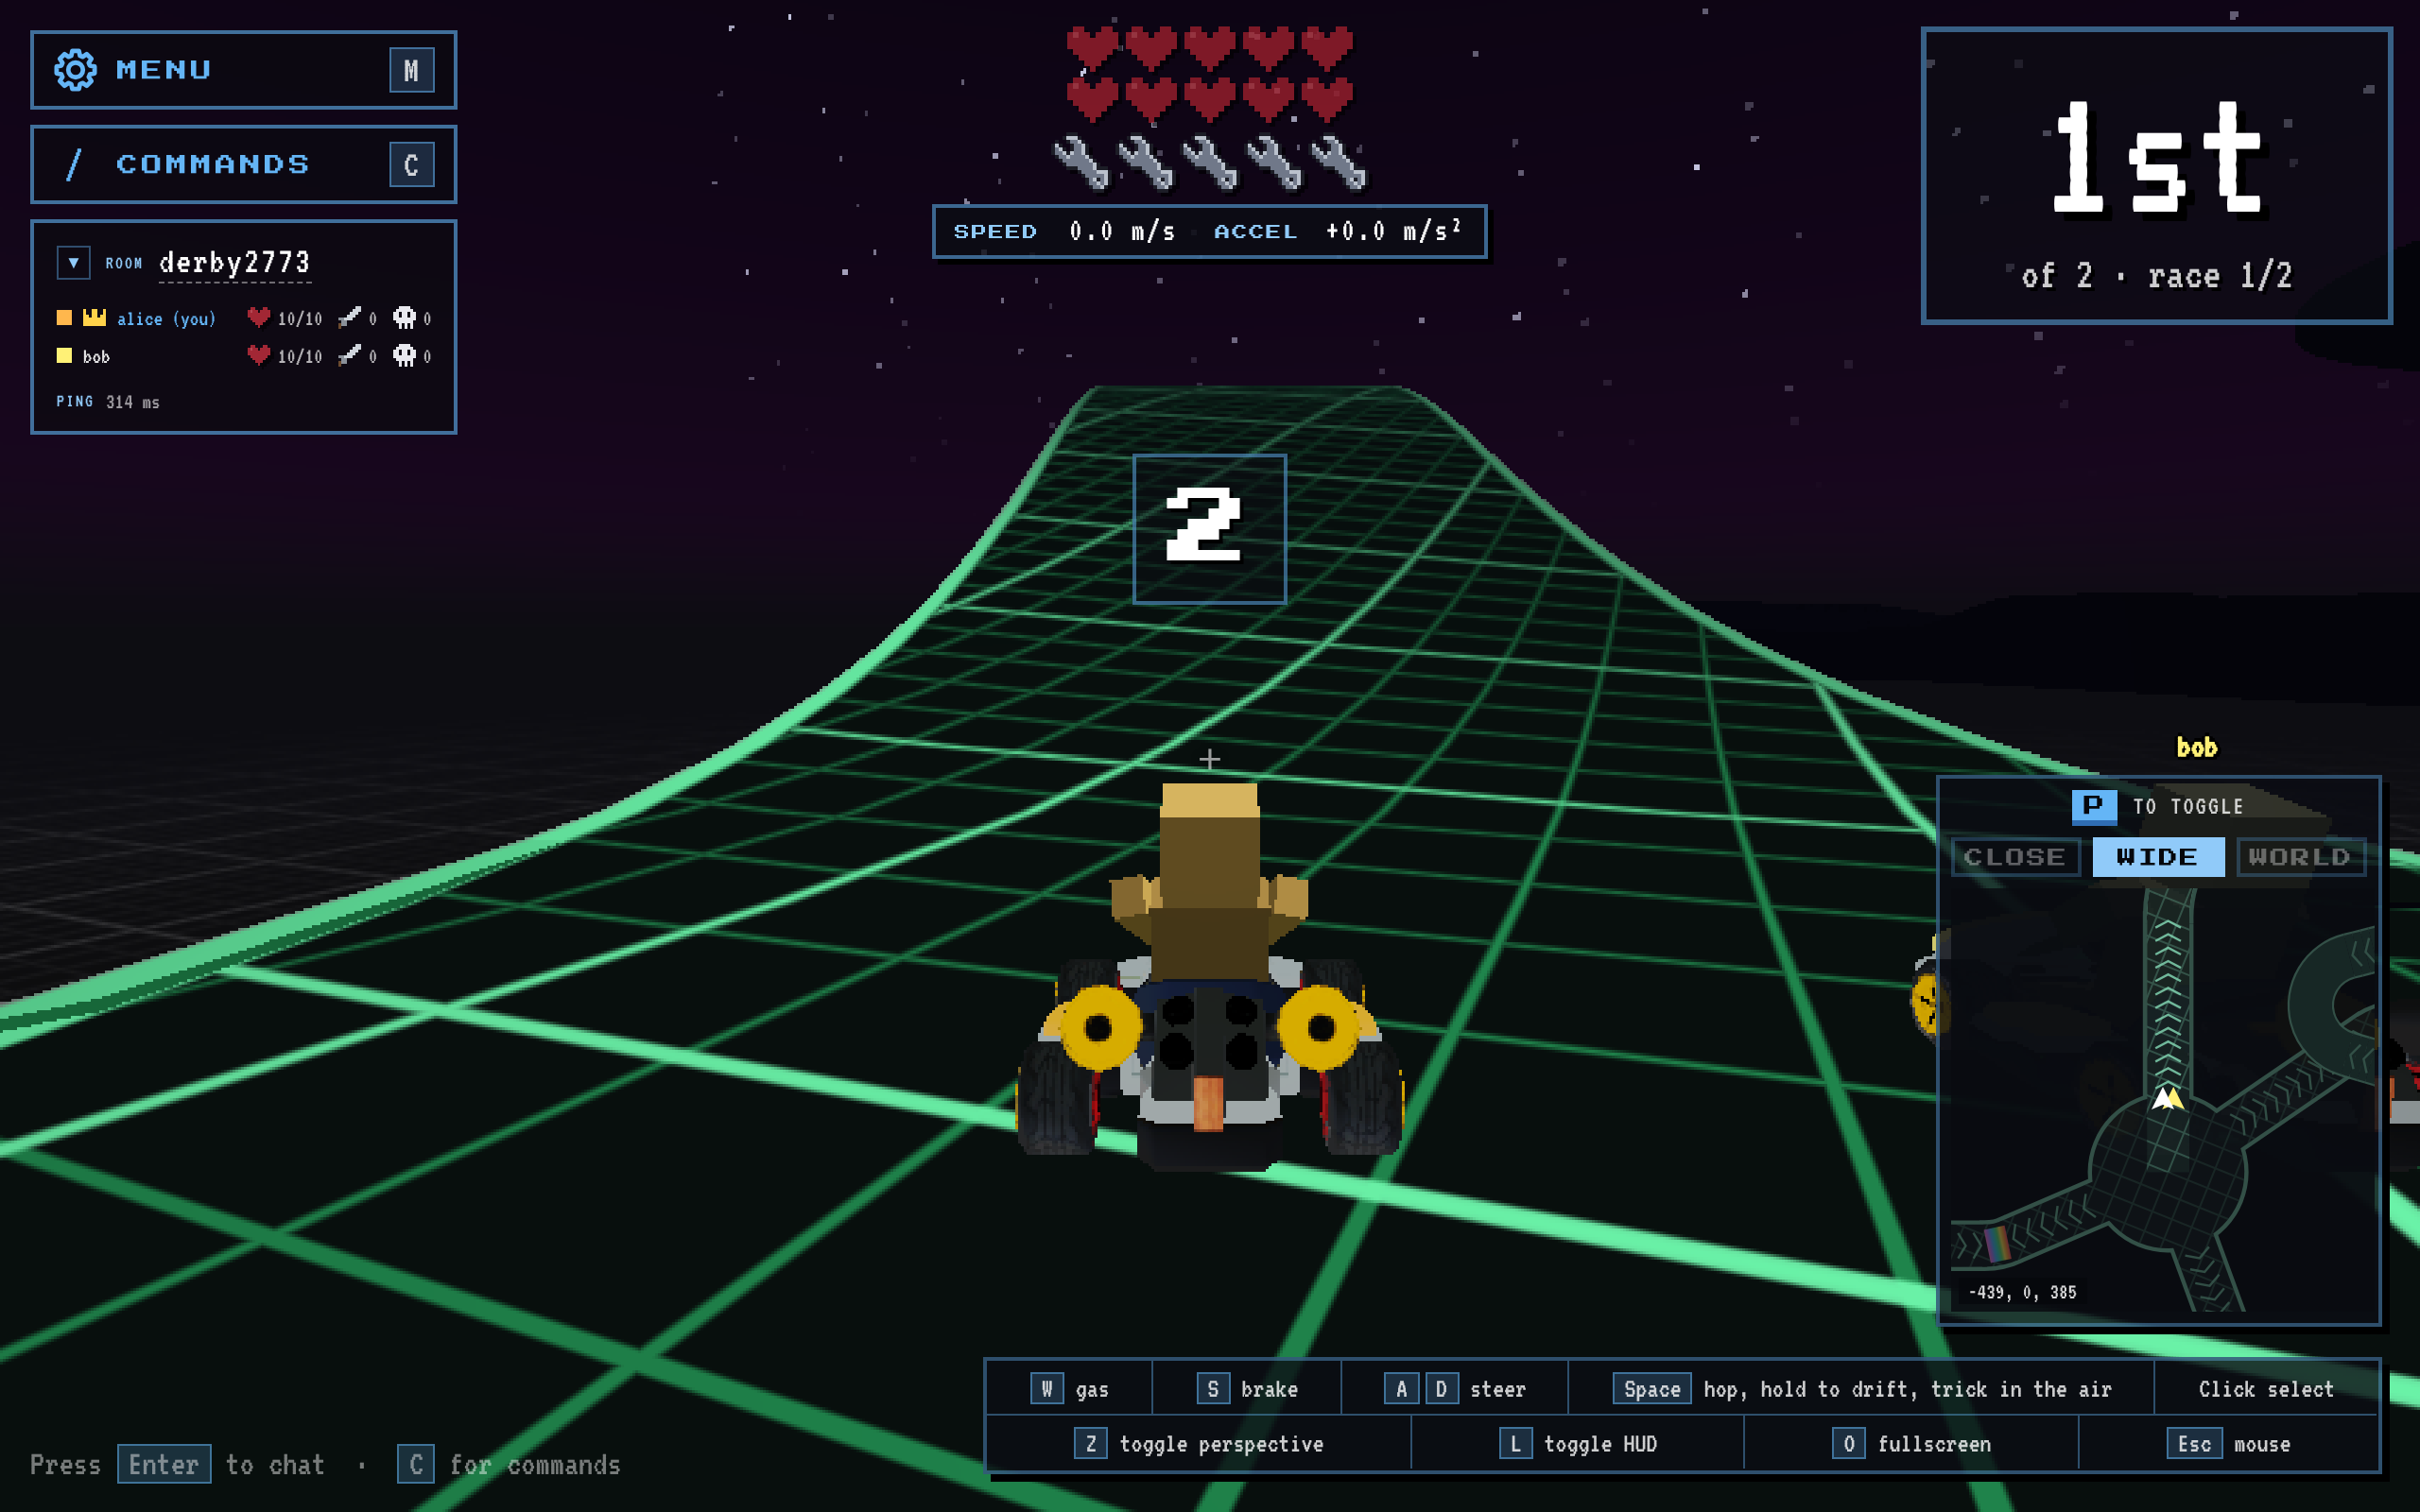 MENU M
/ COMMANDS C
▼ ROOM derby2773
alice (you) 10/10 0 0
bob 10/10 0 0
PING 314 ms
SPEED 0.0 m/s · ACCEL +0.0 m/s²
1st
of 2 · race 1/2
2
bob
P TO TOGGLE
CLOSE WIDE WORLD
-439, 0, 385
W gas S brake A D steer Space hop, hold to drift, trick in the air Click select
Z toggle perspective L toggle HUD O fullscreen Esc mouse
Press Enter to chat · C for commands